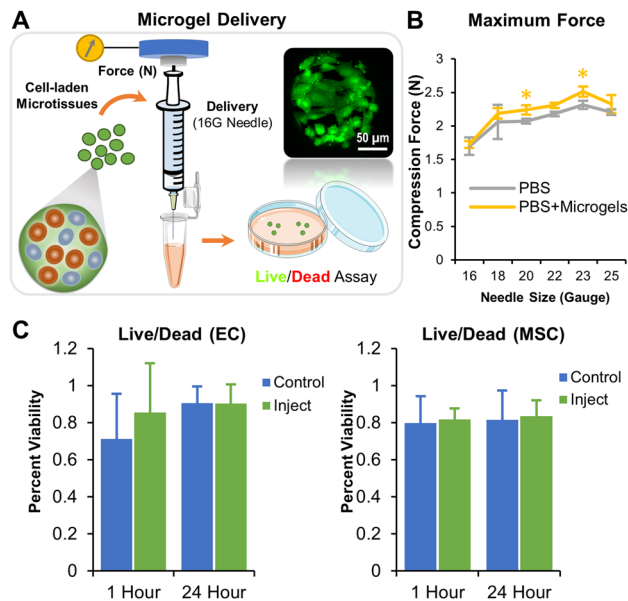 A
Microgel Delivery
Force (N)
Cell-laden
Microtissues
Delivery
(16G Needle)
50 µm
Live/Dead Assay
B
Maximum Force
Compression Force (N)
3
2.5
2
1.5
1
0.5
0
PBS
PBS+Microgels
*
*
16 18 20 22 23 25
Needle Size (Gauge)
C
Live/Dead (EC)
Percent Viability
1.2
1
0.8
0.6
0.4
0.2
0
Control
Inject
1 Hour 24 Hour
Live/Dead (MSC)
Percent Viability
1.2
1
0.8
0.6
0.4
0.2
0
Control
Inject
1 Hour 24 Hour